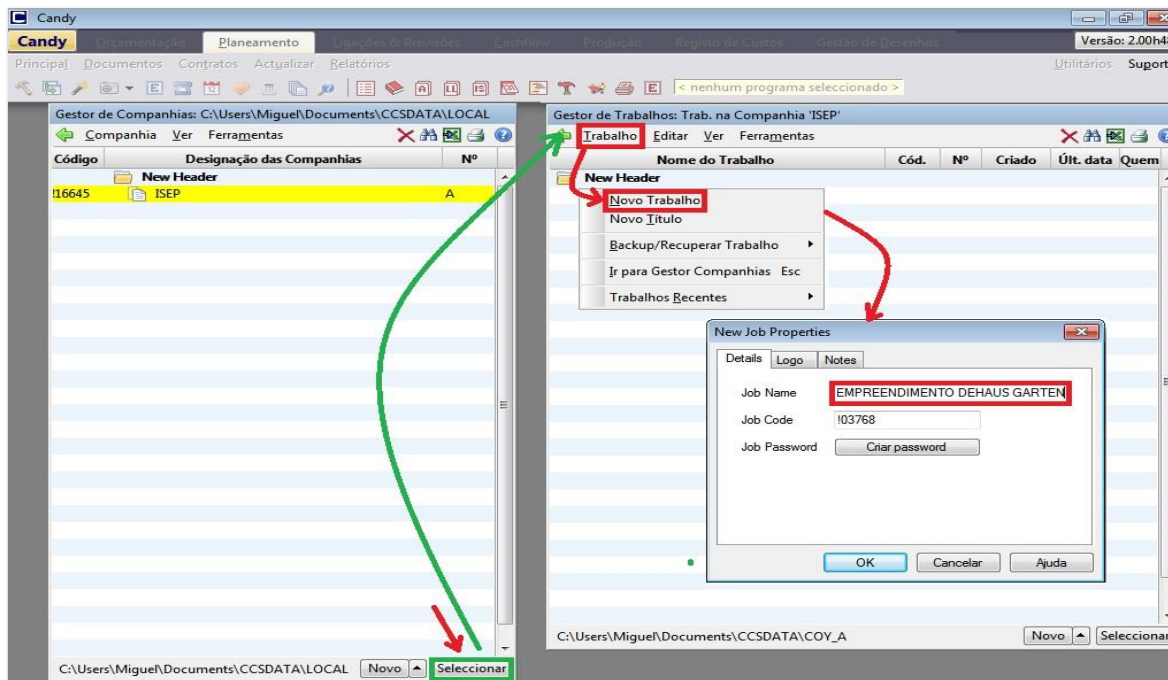 Candy
Candy Orçamentação Planeamento Ligações & Previsões Cashflow Produção Registo de Custos Gestão de Desenhos Versão: 2.00h48
Principal Documentos Contratos Actualizar Relatórios Utilitários Suport
< nenhum programa seleccionado >
Gestor de Companhias: C:\Users\Miguel\Documents\CCSDATA\LOCAL
Companhia Ver Ferramentas
Código Designação das Companhias Nº
New Header
!16645 ISEP A
C:\Users\Miguel\Documents\CCSDATA\LOCAL Novo Seleccionar
Gestor de Trabalhos: Trab. na Companhia 'ISEP'
Trabalho Editar Ver Ferramentas
Nome do Trabalho Cód. Nº Criado Últ. data Quem
New Header
Novo Trabalho
Novo Título
Backup/Recuperar Trabalho
Ir para Gestor Companhias Esc
Trabalhos Recentes
New Job Properties
Details Logo Notes
Job Name EMPREENDIMENTO DEHAUS GARTEN
Job Code !03768
Job Password Criar password
OK Cancelar Ajuda
C:\Users\Miguel\Documents\CCSDATA\COY_A Novo Seleccionar